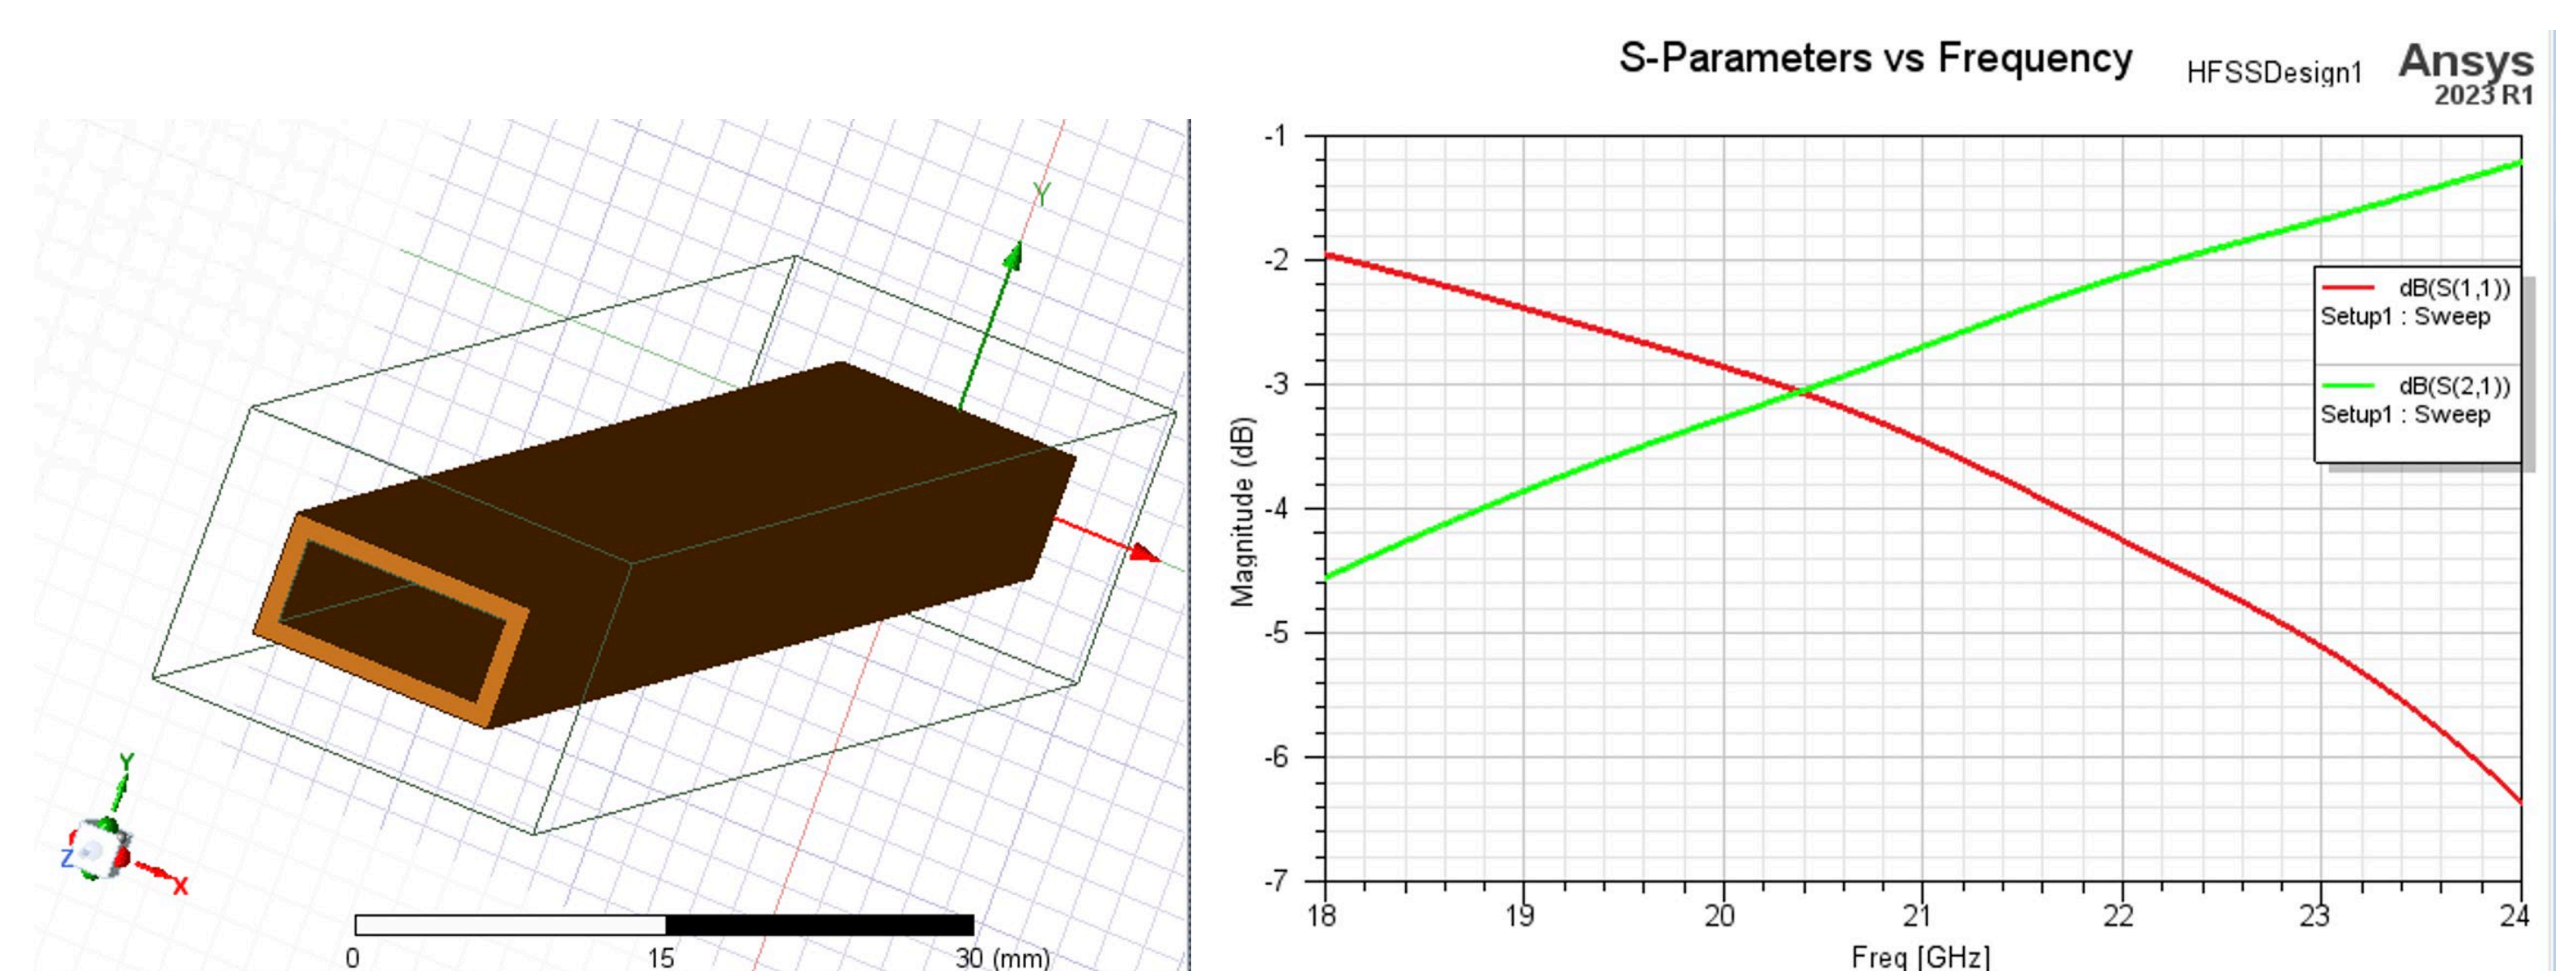 S-Parameters vs Frequency
HFSSDesign1
Ansys
2023 R1
Y
Y
Z
X
0
15
30 (mm)
Magnitude (dB)
-1
-2
-3
-4
-5
-6
-7
dB(S(1,1))
Setup1 : Sweep
dB(S(2,1))
Setup1 : Sweep
18
19
20
21
22
23
24
Freq [GHz]